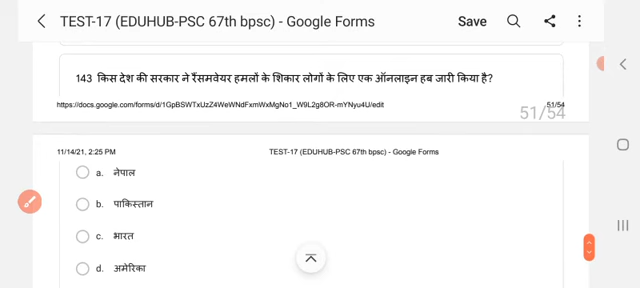 TEST-17 (EDUHUB-PSC 67th bpsc) - Google Forms Save
143 किस देश की सरकार ने रैंसमवेयर हमलों के शिकार लोगों के लिए एक ऑनलाइन हब जारी किया है?
https://docs.google.com/forms/d/1GpBSWTxUzZ4WeWNdFxmWxMgNo1_W9L2g8OR-mYNyu4U/edit 51/54
51/54
11/14/21, 2:25 PM TEST-17 (EDUHUB-PSC 67th bpsc) - Google Forms
a. नेपाल
b. पाकिस्तान
c. भारत
d. अमेरिका